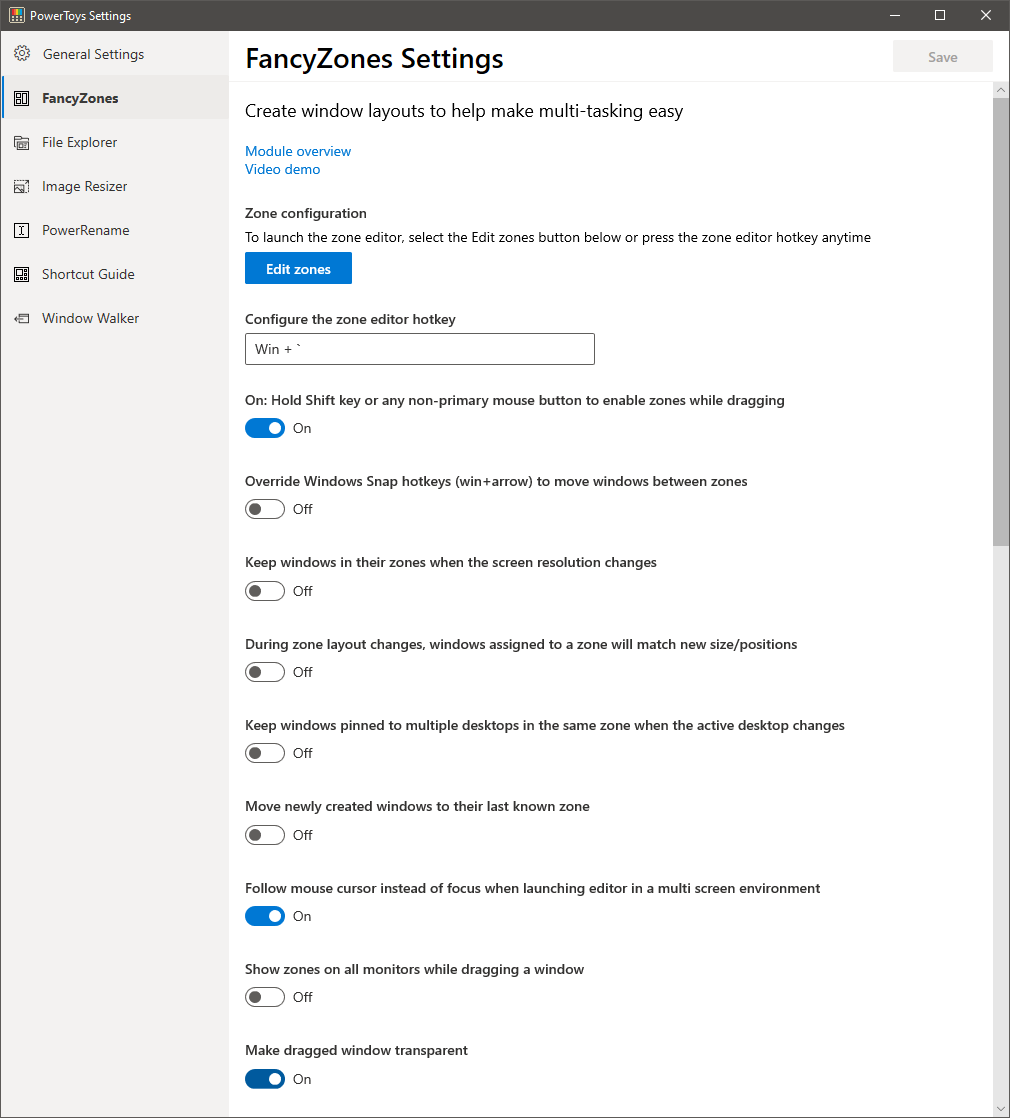 PowerToys Settings
General Settings
FancyZones
File Explorer
Image Resizer
PowerRename
Shortcut Guide
Window Walker
FancyZones Settings
Save
Create window layouts to help make multi-tasking easy
Module overview
Video demo
Zone configuration
To launch the zone editor, select the Edit zones button below or press the zone editor hotkey anytime
Edit zones
Configure the zone editor hotkey
Win + `
On: Hold Shift key or any non-primary mouse button to enable zones while dragging
On
Override Windows Snap hotkeys (win+arrow) to move windows between zones
Off
Keep windows in their zones when the screen resolution changes
Off
During zone layout changes, windows assigned to a zone will match new size/positions
Off
Keep windows pinned to multiple desktops in the same zone when the active desktop changes
Off
Move newly created windows to their last known zone
Off
Follow mouse cursor instead of focus when launching editor in a multi screen environment
On
Show zones on all monitors while dragging a window
Off
Make dragged window transparent
On